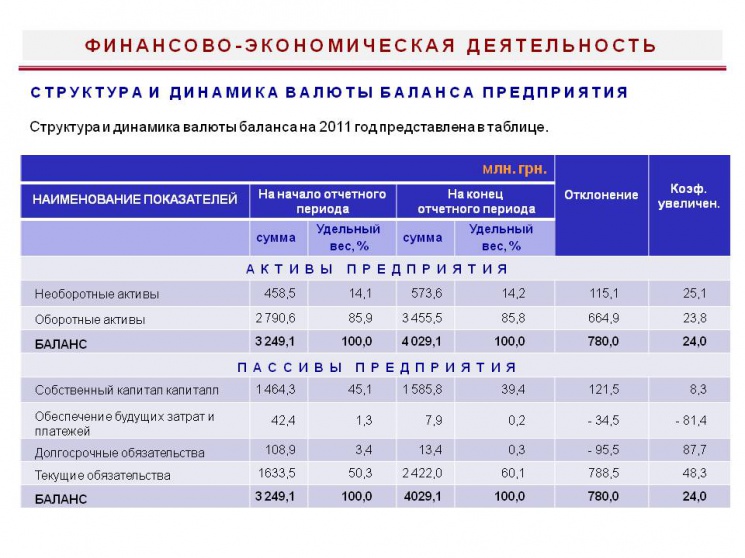 ФИНАНСОВО-ЭКОНОМИЧЕСКАЯ ДЕЯТЕЛЬНОСТЬ
СТРУКТУРА И ДИНАМИКА ВАЛЮТЫ БАЛАНСА ПРЕДПРИЯТИЯ
Структура и динамика валюты баланса на 2011 год представлена в таблице.
млн. грн.
НАИМЕНОВАНИЕ ПОКАЗАТЕЛЕЙ
На начало отчетного
периода
На конец
отчетного периода
Отклонение
Коэф.
увеличен.
сумма
Удельный
вес, %
сумма
Удельный
вес, %
АКТИВЫ ПРЕДПРИЯТИЯ
Необоротные активы 458,5 14,1 573,6 14,2 115,1 25,1
Оборотные активы 2 790,6 85,9 3 455,5 85,8 664,9 23,8
БАЛАНС 3 249,1 100,0 4 029,1 100,0 780,0 24,0
ПАССИВЫ ПРЕДПРИЯТИЯ
Собственный капитал капиталл 1 464,3 45,1 1 585,8 39,4 121,5 8,3
Обеспечение будущих затрат и
платежей 42,4 1,3 7,9 0,2 - 34,5 - 81,4
Долгосрочные обязательства 108,9 3,4 13,4 0,3 - 95,5 87,7
Текущие обязательства 1633,5 50,3 2 422,0 60,1 788,5 48,3
БАЛАНС 3 249,1 100,0 4029,1 100,0 780,0 24,0